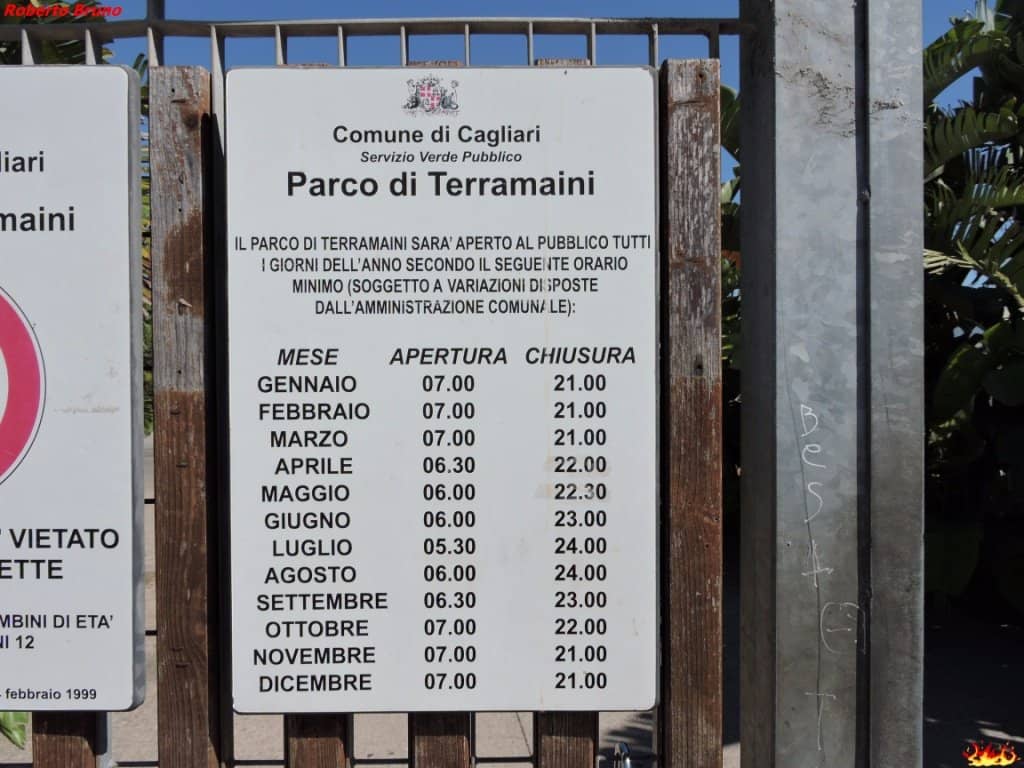 Roberto Bruno
liari
maini
' VIETATO
ETTE
MBINI DI ETA'
NI 12
febbraio 1999
Comune di Cagliari
Servizio Verde Pubblico
Parco di Terramaini
IL PARCO DI TERRAMAINI SARA' APERTO AL PUBBLICO TUTTI
I GIORNI DELL'ANNO SECONDO IL SEGUENTE ORARIO
MINIMO (SOGGETTO A VARIAZIONI DISPOSTE
DALL'AMMINISTRAZIONE COMUNALE):
MESE APERTURA CHIUSURA
GENNAIO 07.00 21.00
FEBBRAIO 07.00 21.00
MARZO 07.00 21.00
APRILE 06.30 22.00
MAGGIO 06.00 22.30
GIUGNO 06.00 23.00
LUGLIO 05.30 24.00
AGOSTO 06.00 24.00
SETTEMBRE 06.30 23.00
OTTOBRE 07.00 22.00
NOVEMBRE 07.00 21.00
DICEMBRE 07.00 21.00